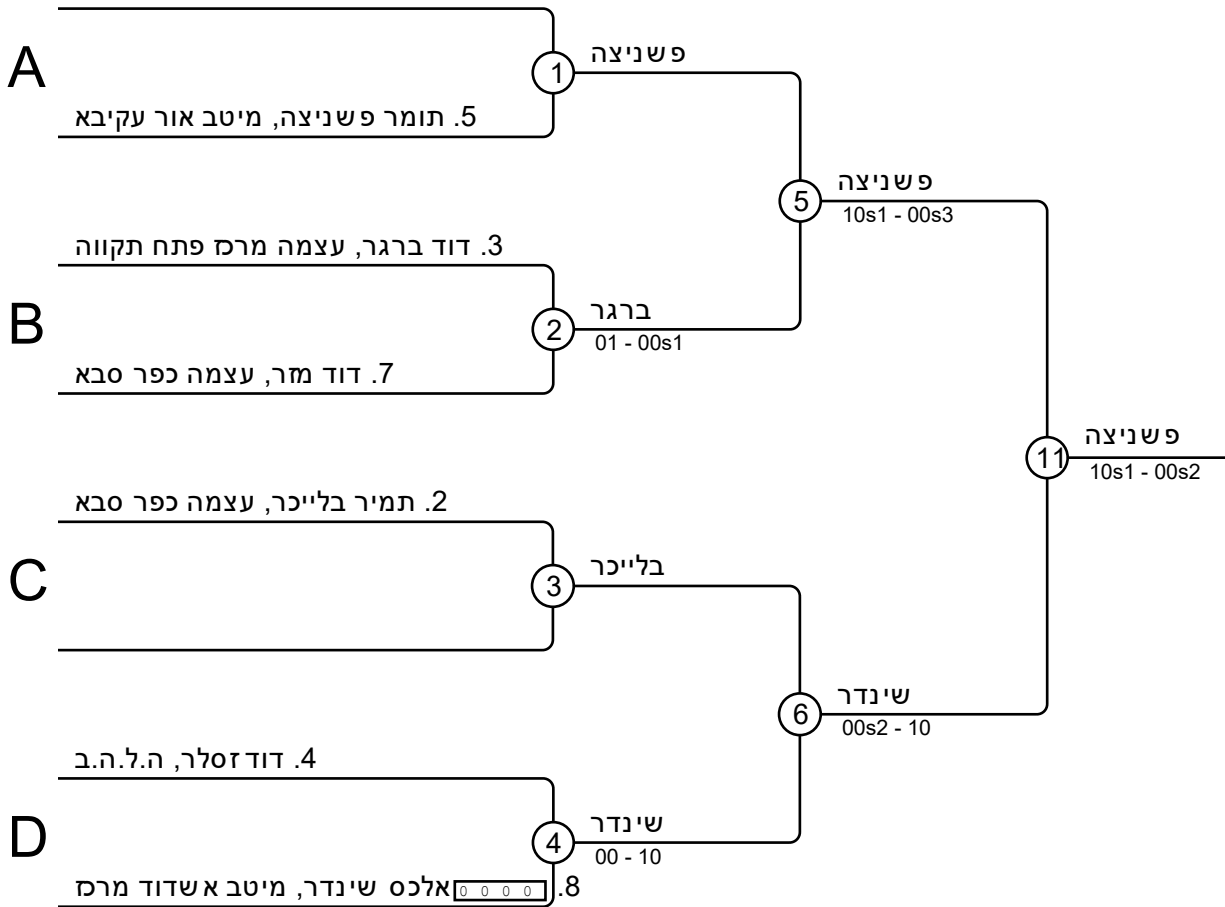 A
1
פשניצה
5. תומר פשניצה, מיטב אור עקיבא
5
פשניצה
10s1 - 00s3
3. דוד ברגר, עצמה מרכז פתח תקווה
B
2
ברגר
01 - 00s1
7. דוד מזר, עצמה כפר סבא
11
פשניצה
10s1 - 00s2
2. תמיר בלייכר, עצמה כפר סבא
C
3
בלייכר
6
שינדר
00s2 - 10
4. דוד זסלר, ה.ל.ה.ב
D
4
שינדר
00 - 10
8. אלכס שינדר, מיטב אשדוד מרכז